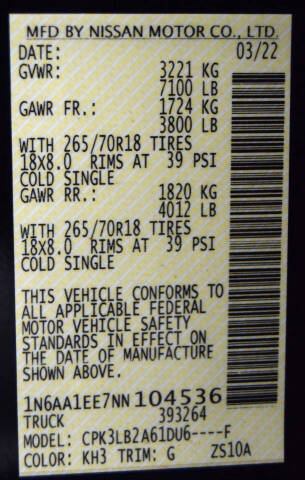 MFD BY NISSAN MOTOR CO., LTD.
DATE: 03/22
GVWR: 3221 KG
7100 LB
GAWR FR.: 1724 KG
3800 LB
WITH 265/70R18 TIRES
18x8.0 RIMS AT 39 PSI
COLD SINGLE
GAWR RR.: 1820 KG
4012 LB
WITH 265/70R18 TIRES
18x8.0 RIMS AT 39 PSI
COLD SINGLE
THIS VEHICLE CONFORMS TO
ALL APPLICABLE FEDERAL
MOTOR VEHICLE SAFETY
STANDARDS IN EFFECT ON
THE DATE OF MANUFACTURE
SHOWN ABOVE.
1N6AA1EE7NN104536
TRUCK 393264
MODEL: CPK3LB2A61DU6----F
COLOR: KH3 TRIM: G ZS10A